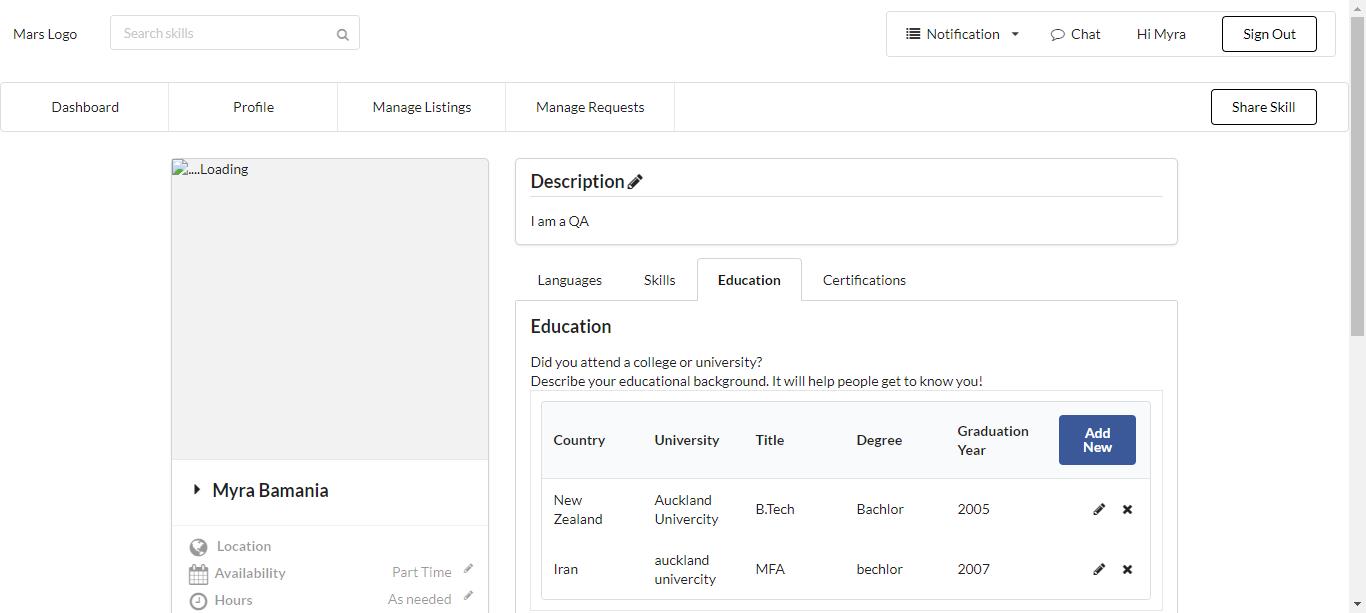 Mars Logo
Search skills
Notification
Chat
Hi Myra
Sign Out
Dashboard
Profile
Manage Listings
Manage Requests
Share Skill
....Loading
Myra Bamania
Location
Availability
Part Time
Hours
As needed
Description
I am a QA
Languages
Skills
Education
Certifications
Education
Did you attend a college or university?
Describe your educational background. It will help people get to know you!
Country
University
Title
Degree
Graduation
Year
Add
New
New
Zealand
Auckland
Univercity
B.Tech
Bachlor
2005
Iran
auckland
univercity
MFA
bechlor
2007